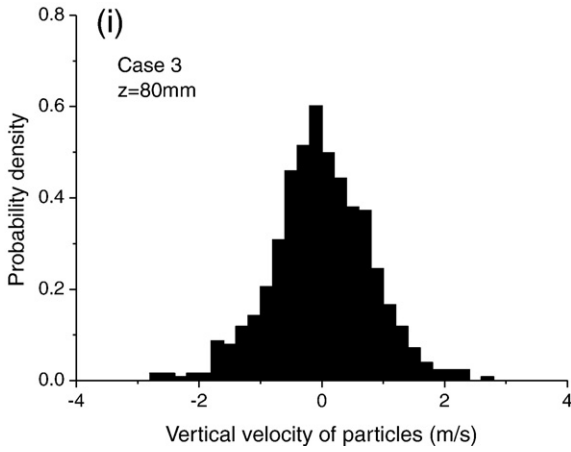 (i)
Case 3
z=80mm
Probability density
0.8
0.6
0.4
0.2
0.0
-4 -2 0 2 4
Vertical velocity of particles (m/s)